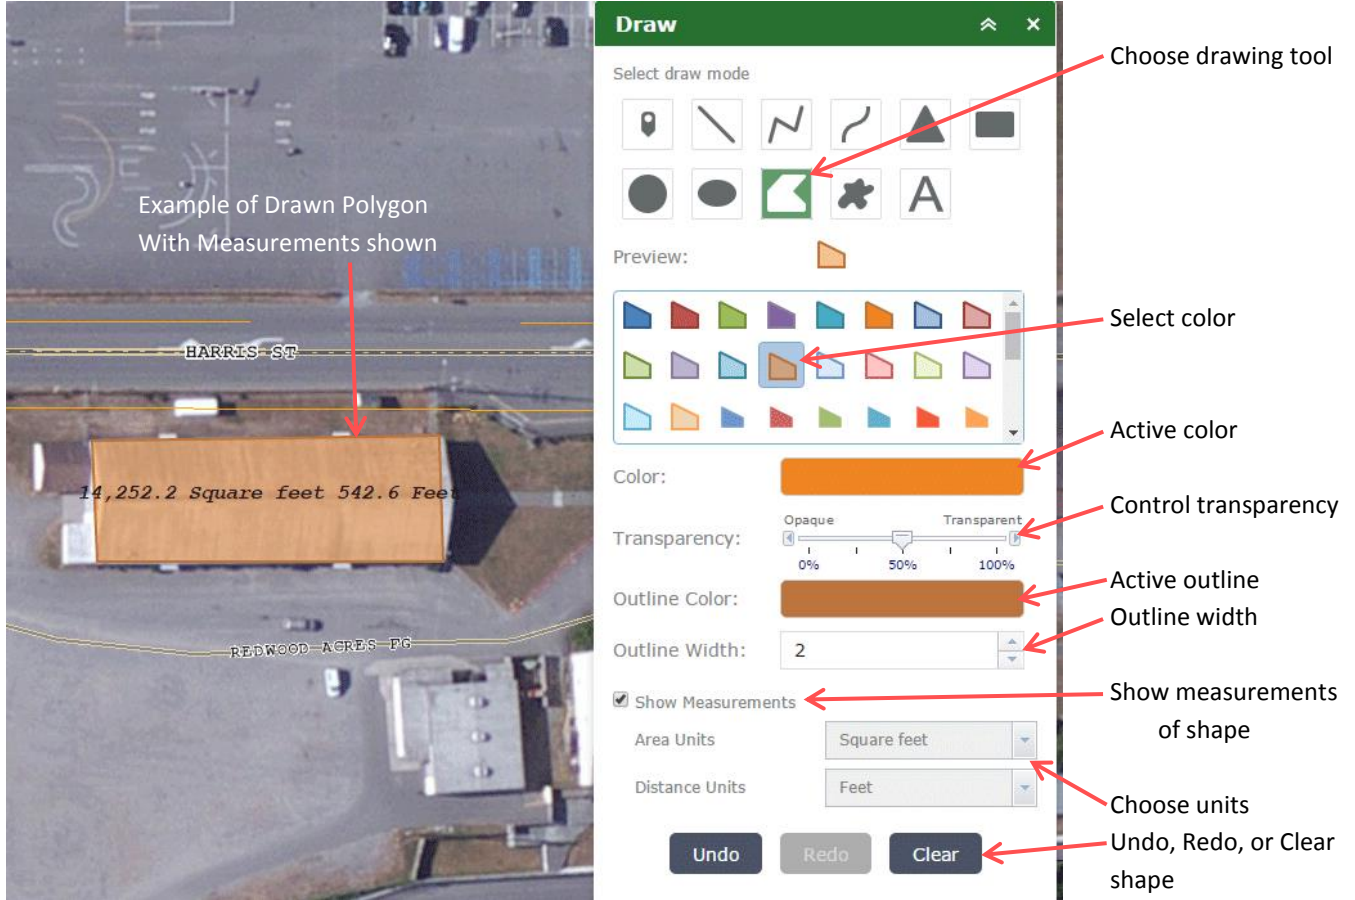 Draw
Choose drawing tool
Select draw mode
A
Example of Drawn Polygon
With Measurements shown
Preview:
Select color
HARRIS ST
Active color
Color:
14,252.2 Square feet 542.6 Feet
Control transparency
Opaque
Transparent
Transparency:
0%
50%
100%
Active outline
Outline Color:
Outline width
REDWOOD ACRES FG
Outline Width:
2
Show measurements
of shape
Show Measurements
Area Units
Square feet
Distance Units
Feet
Choose units
Undo, Redo, or Clear
shape
Undo
Redo
Clear